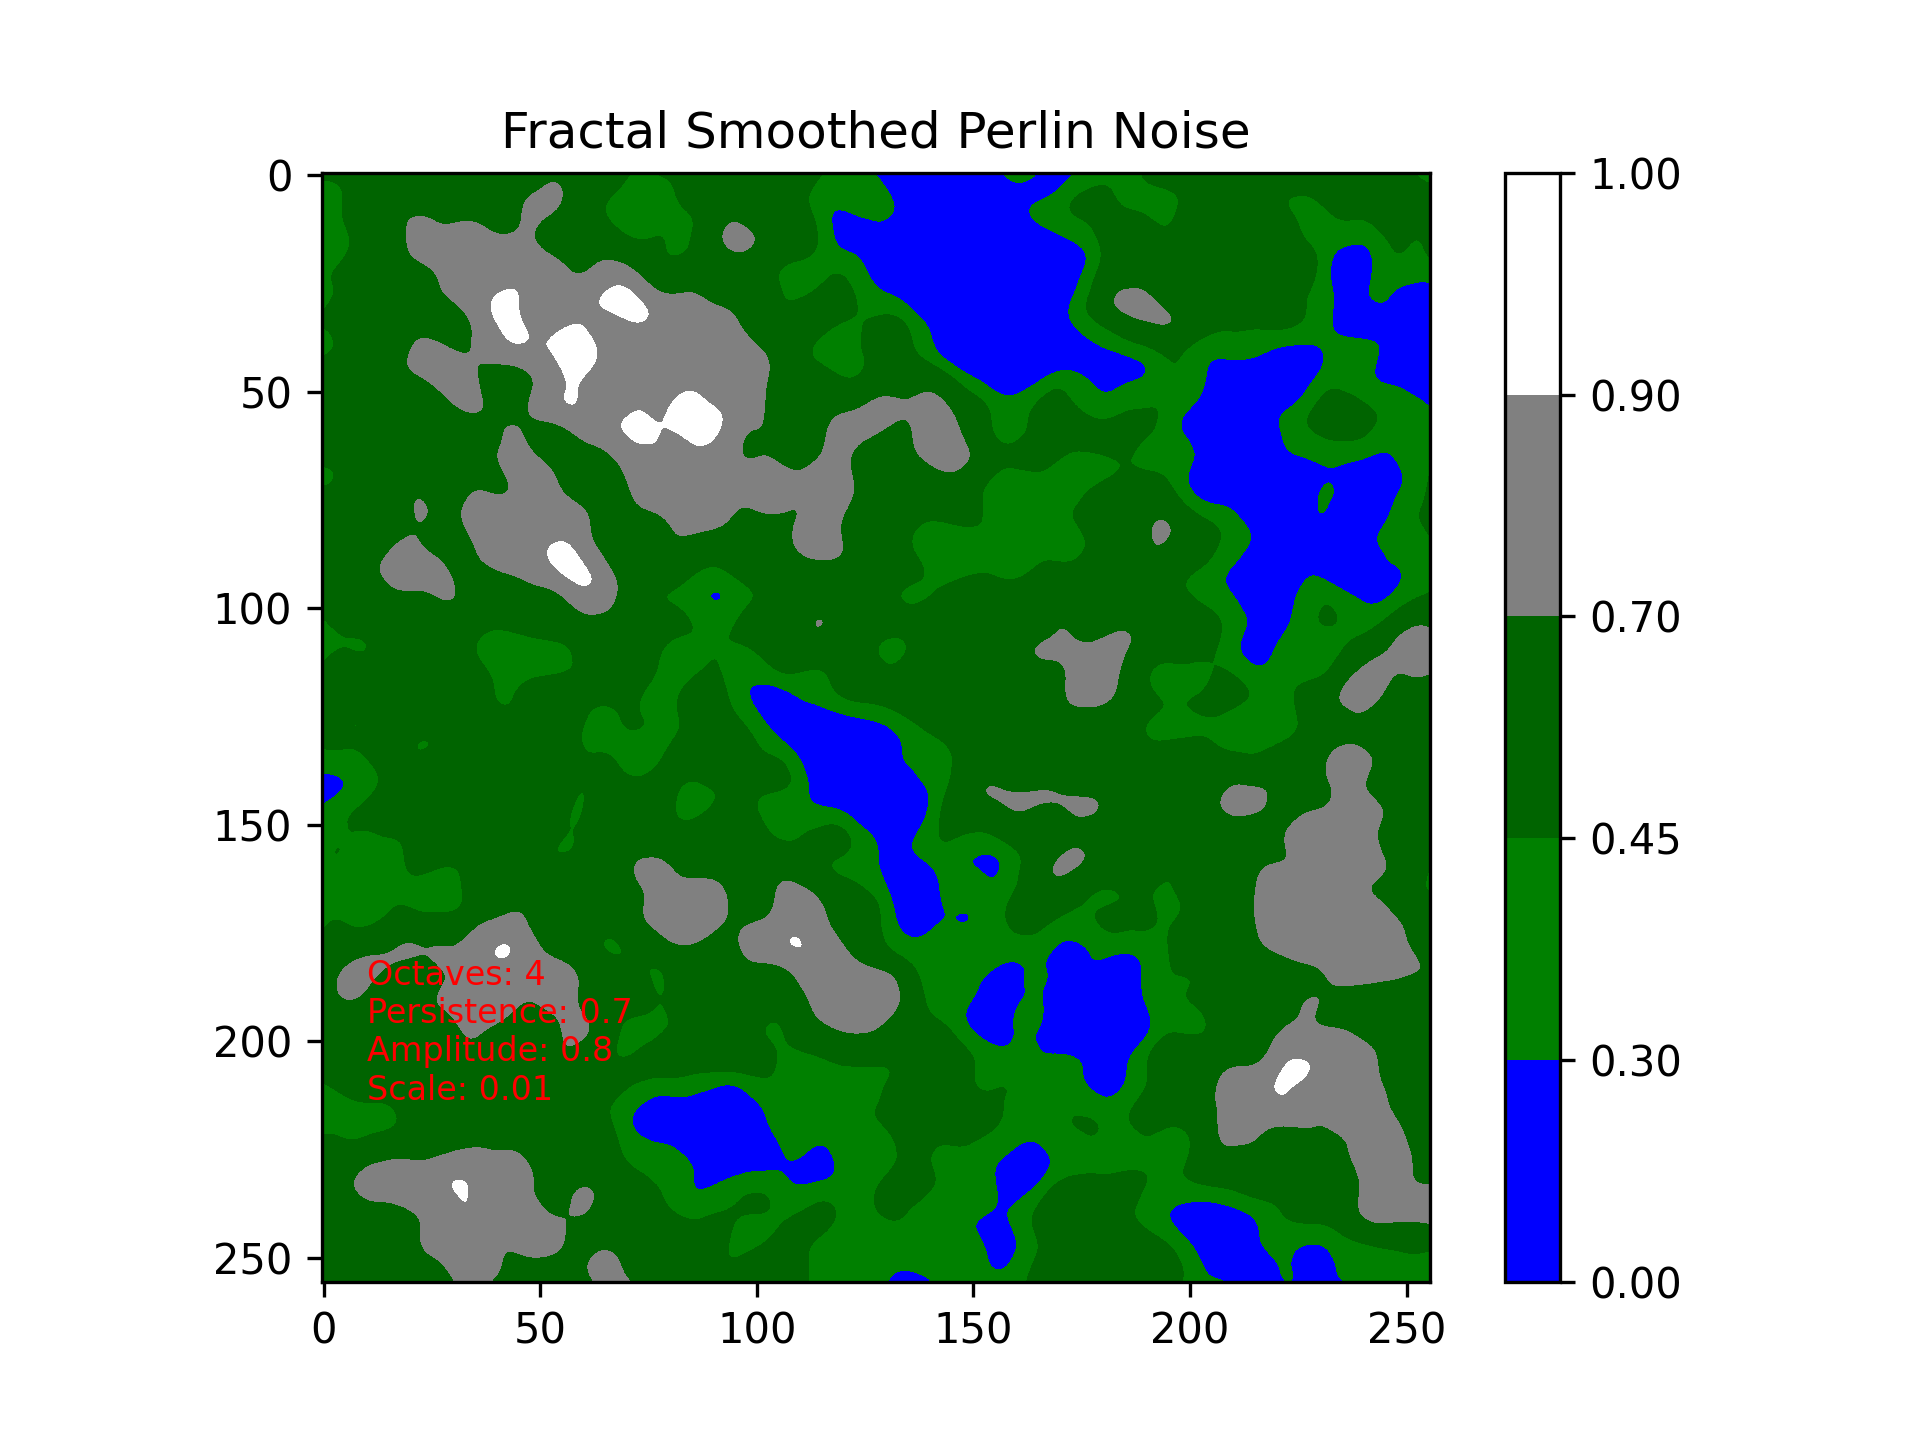 Fractal Smoothed Perlin Noise
0
50
100
150
200
250
Octaves: 4
Persistence: 0.7
Amplitude: 0.8
Scale: 0.01
0 50 100 150 200 250
1.00
0.90
0.70
0.45
0.30
0.00